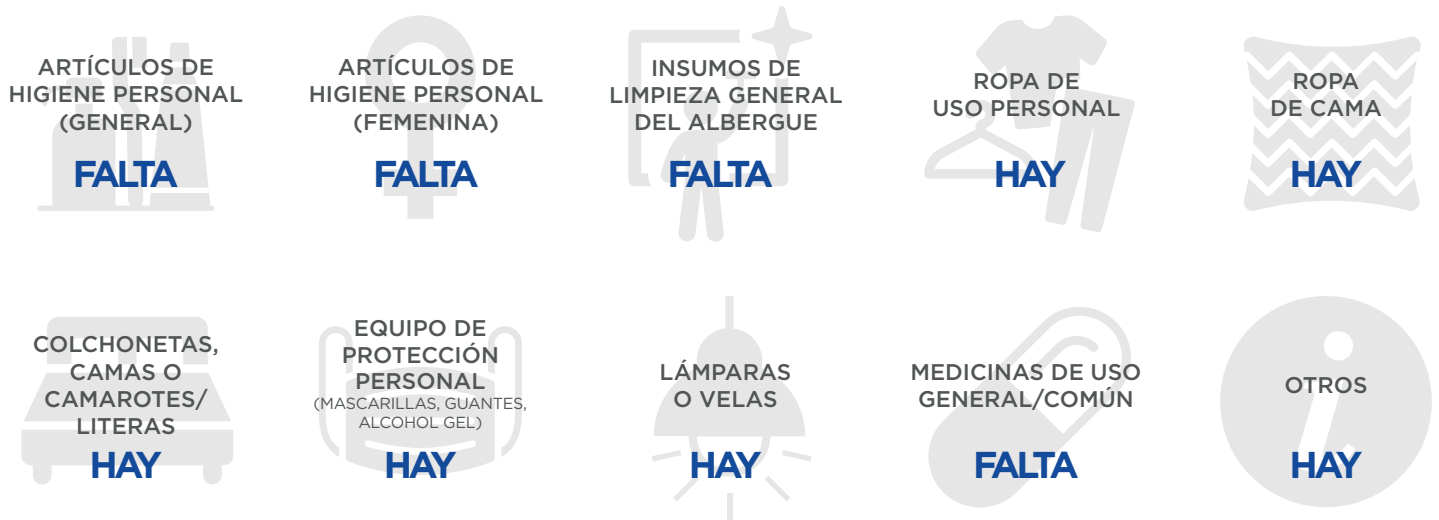 ARTÍCULOS DE
HIGIENE PERSONAL
(GENERAL)
FALTA
ARTÍCULOS DE
HIGIENE PERSONAL
(FEMENINA)
FALTA
INSUMOS DE
LIMPIEZA GENERAL
DEL ALBERGUE
FALTA
ROPA DE
USO PERSONAL
HAY
ROPA
DE CAMA
HAY
COLCHONETAS,
CAMAS O
CAMAROTES/
LITERAS
HAY
EQUIPO DE
PROTECCIÓN
PERSONAL
(MASCARILLAS, GUANTES,
ALCOHOL GEL)
HAY
LÁMPARAS
O VELAS
HAY
MEDICINAS DE USO
GENERAL/COMÚN
FALTA
OTROS
HAY